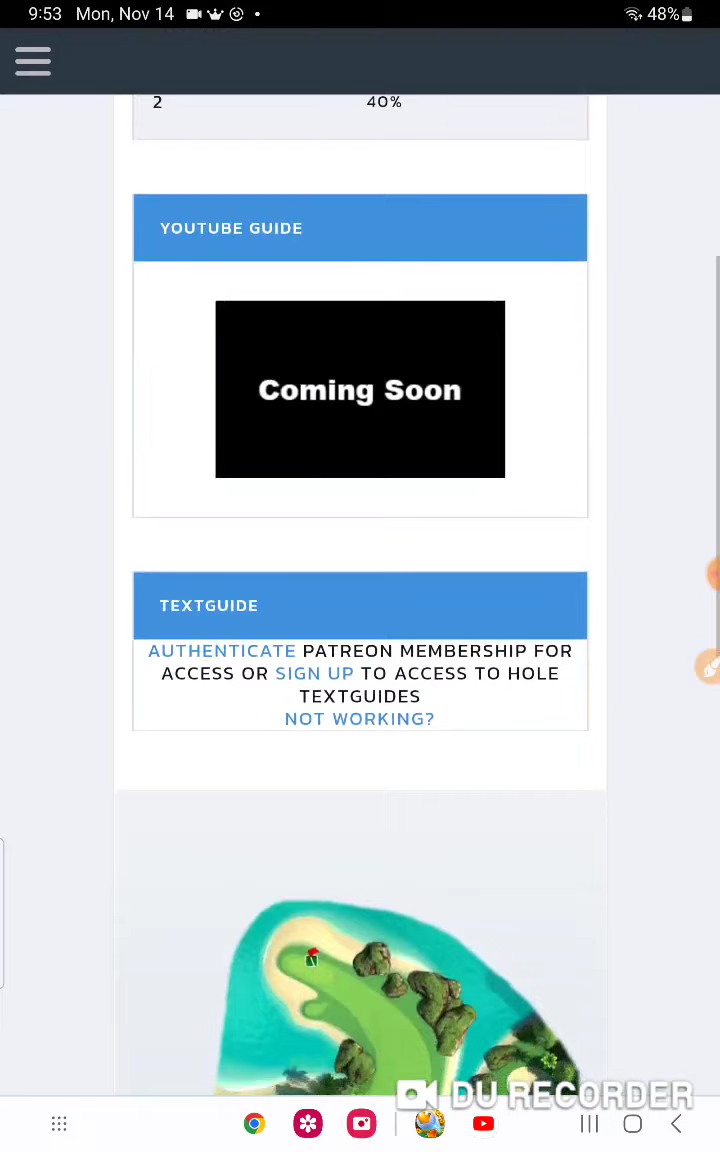 9:53 Mon, Nov 14
48%
2 40%
YOUTUBE GUIDE
Coming Soon
TEXTGUIDE
AUTHENTICATE PATREON MEMBERSHIP FOR
ACCESS OR SIGN UP TO ACCESS TO HOLE
TEXTGUIDES
NOT WORKING?
DU RECORDER